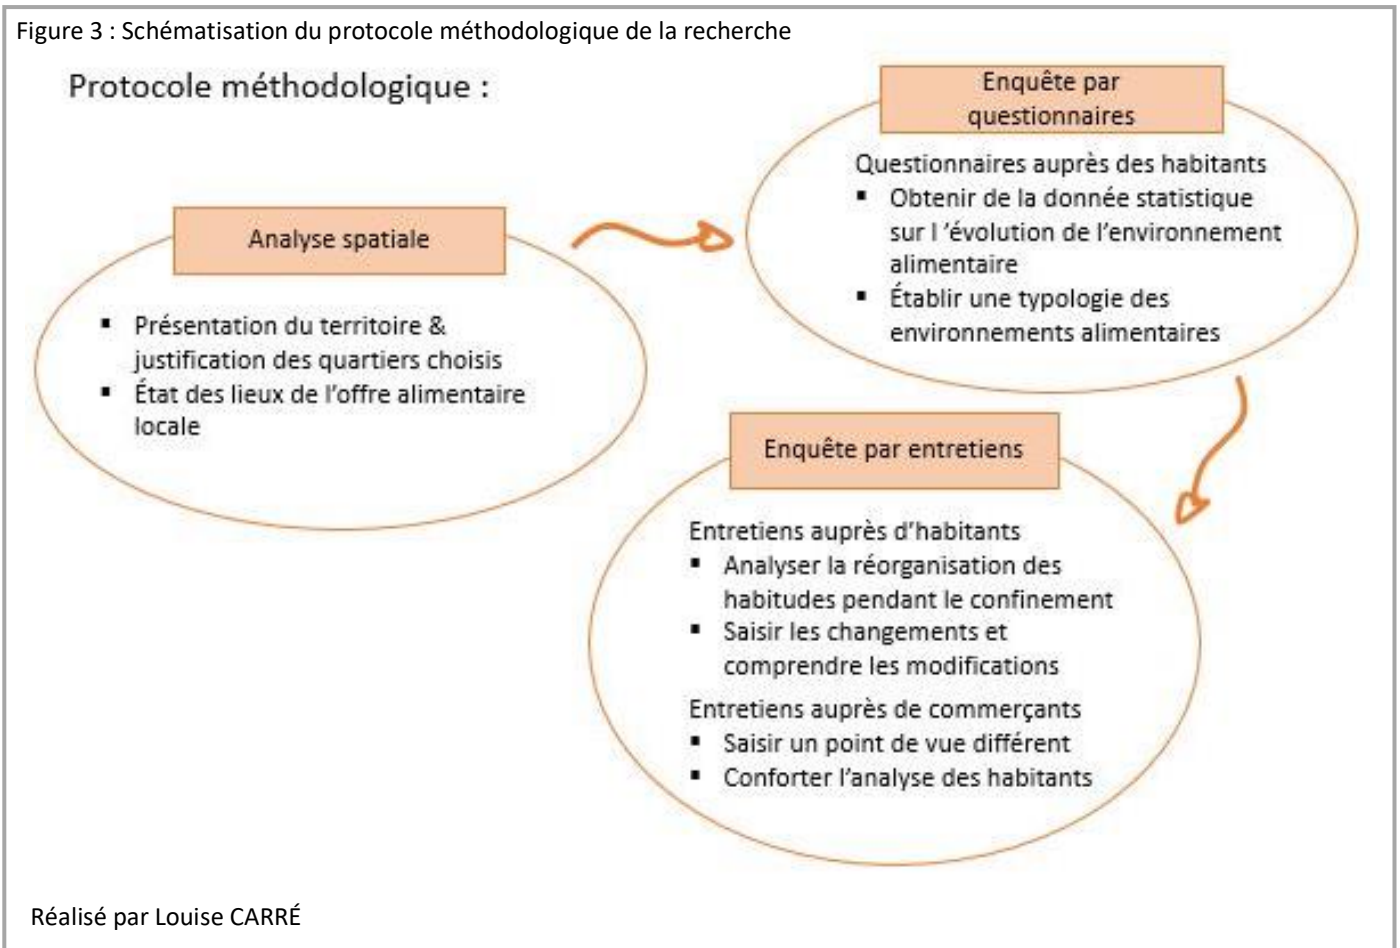 Figure 3 : Schématisation du protocole méthodologique de la recherche
Protocole méthodologique :
Analyse spatiale
▪ Présentation du territoire &
justification des quartiers choisis
▪ État des lieux de l'offre alimentaire
locale
Enquête par
questionnaires
Questionnaires auprès des habitants
▪ Obtenir de la donnée statistique
sur l 'évolution de l'environnement
alimentaire
▪ Établir une typologie des
environnements alimentaires
Enquête par entretiens
Entretiens auprès d'habitants
▪ Analyser la réorganisation des
habitudes pendant le confinement
▪ Saisir les changements et
comprendre les modifications
Entretiens auprès de commerçants
▪ Saisir un point de vue différent
▪ Conforter l'analyse des habitants
Réalisé par Louise CARRÉ